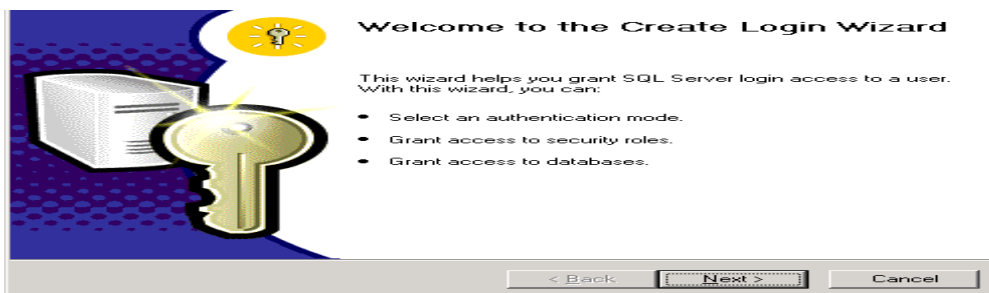 Welcome to the Create Login Wizard
This wizard helps you grant SQL Server login access to a user.
With this wizard, you can:
• Select an authentication mode.
• Grant access to security roles.
• Grant access to databases.
< Back Next > Cancel